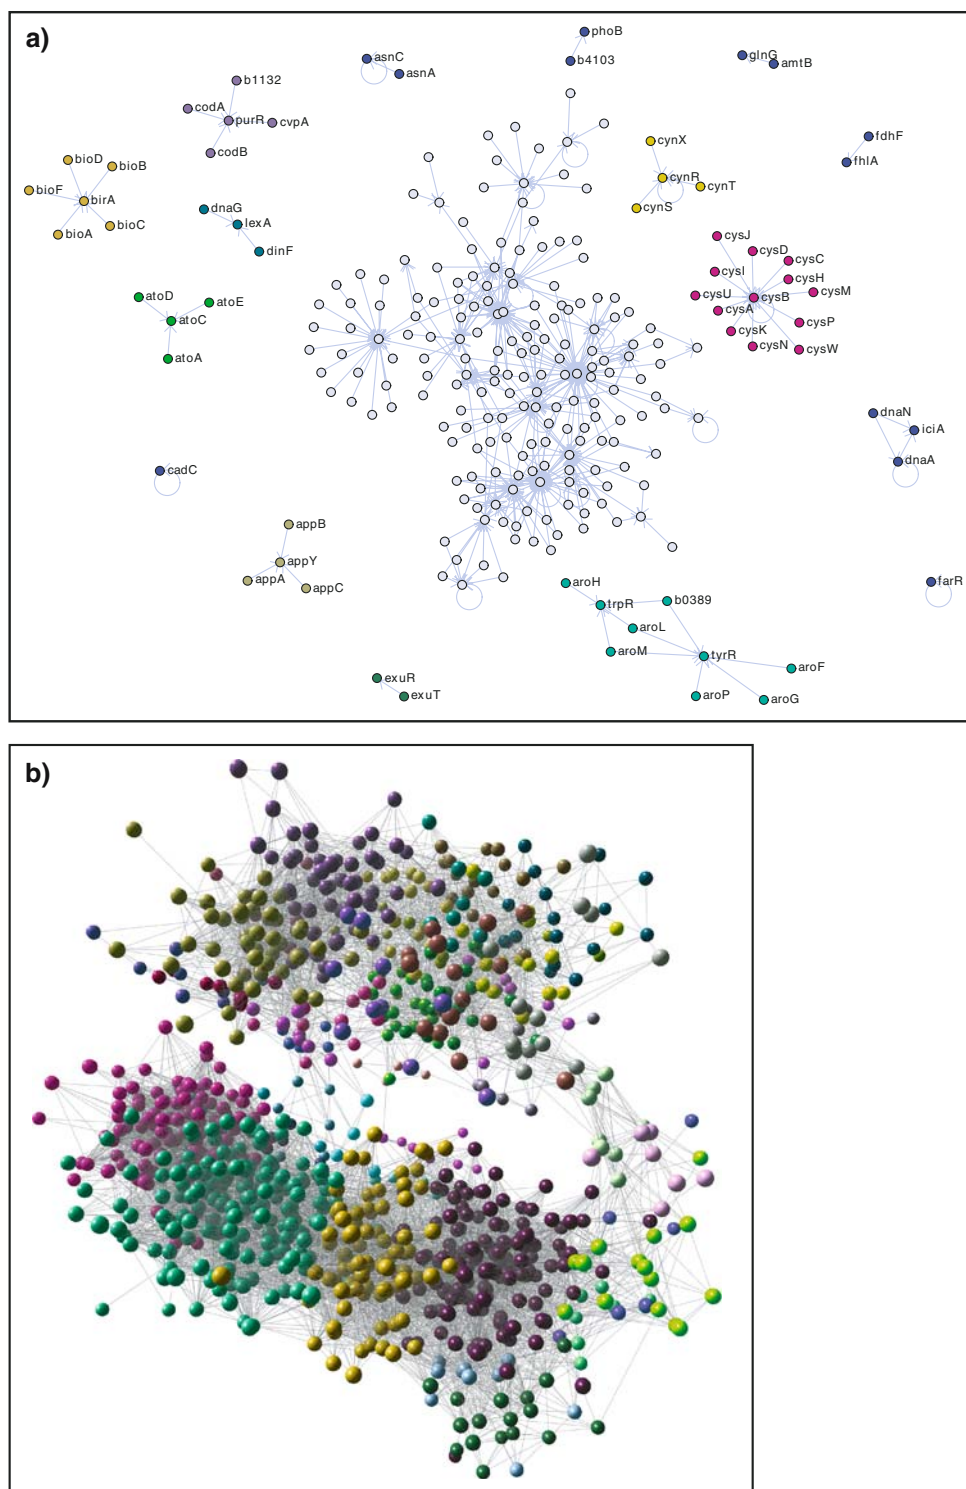 a)
phoB
b4103
asnC
asnA
glnG
amtB
b1132
codA
purR
cvpA
codB
fdhF
fhlA
cynX
cynR
cynT
cynS
bioD
bioB
bioF
birA
bioA
bioC
dnaG
lexA
dinF
cysJ
cysD
cysC
cysI
cysH
cysU
cysB
cysM
cysA
cysP
cysK
cysN
cysW
atoD
atoE
atoC
atoA
dnaN
iciA
dnaA
cadC
appB
appY
appA
appC
farR
aroH
trpR
b0389
aroL
aroM
tyrR
aroF
aroP
aroG
exuR
exuT
b)